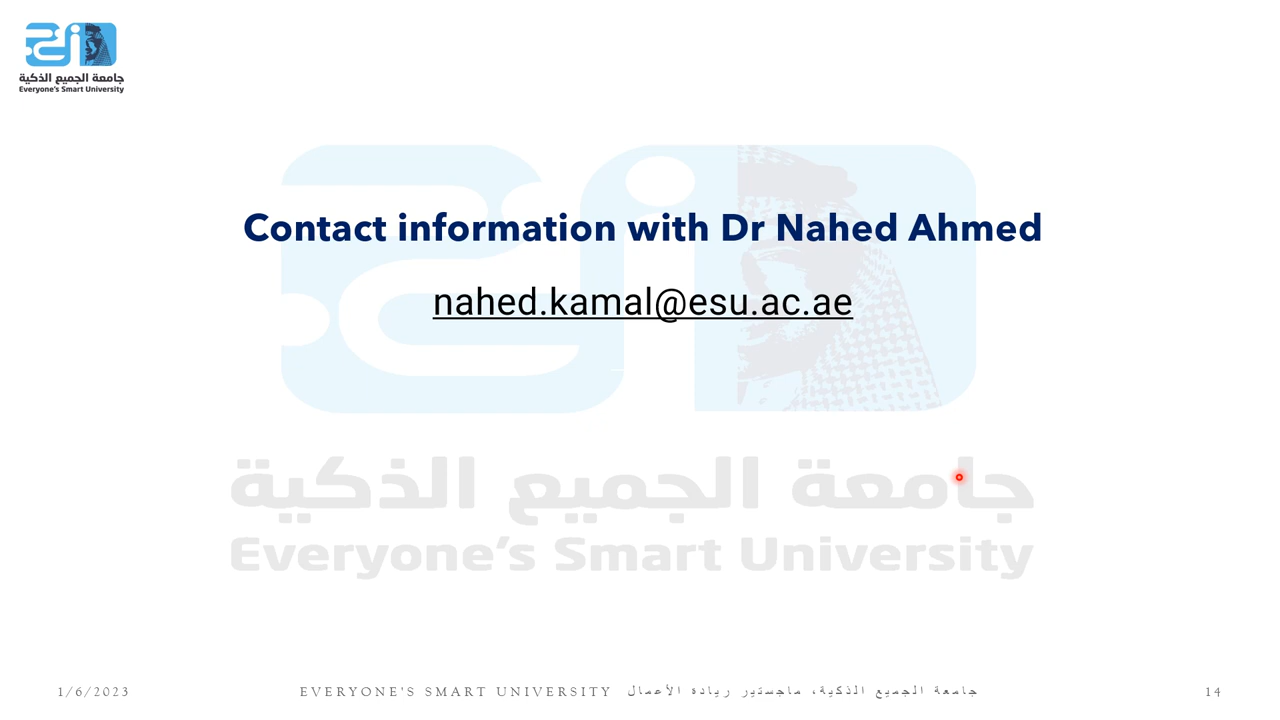 جامعة الجميع الذكية
Everyone's Smart University
Contact information with Dr Nahed Ahmed
nahed.kamal@esu.ac.ae
جامعة الجميع الذكية
Everyone's Smart University
1/6/2023
EVERYONE'S SMART UNIVERSITY جامعة الجميع الذكية، ماجستير ريادة الأعمال
14